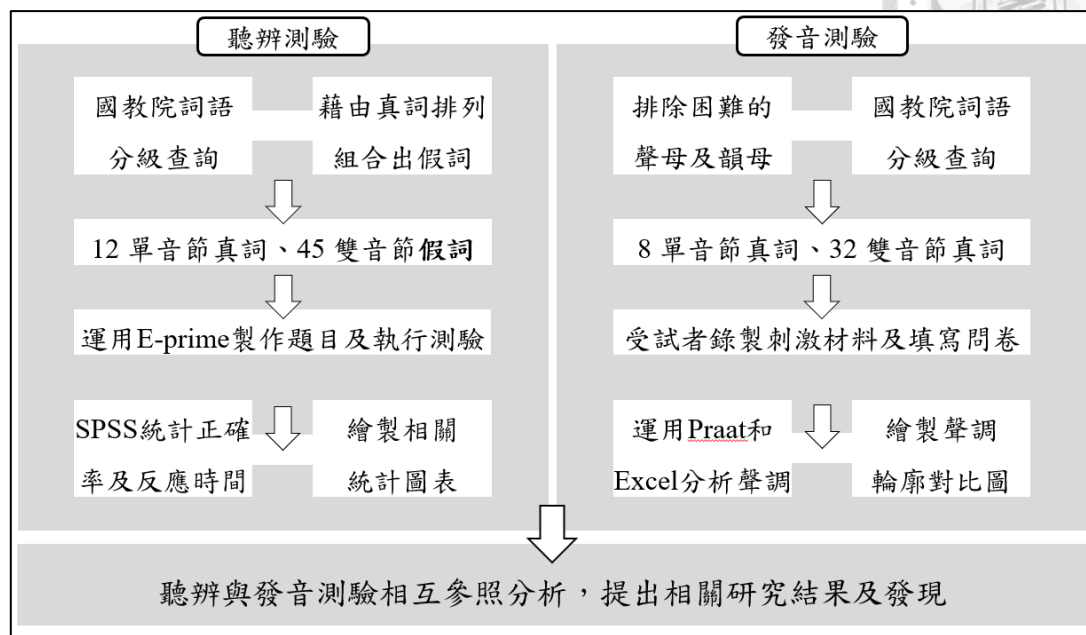 聽辨測驗
國教院詞語
分級查詢
藉由真詞排列
組合出假詞
12 單音節真詞、45 雙音節假詞
運用E-prime製作題目及執行測驗
SPSS統計正確
率及反應時間
繪製相關
統計圖表
發音測驗
排除困難的
聲母及韻母
國教院詞語
分級查詢
8 單音節真詞、32 雙音節真詞
受試者錄製刺激材料及填寫問卷
運用Praat和
Excel分析聲調
繪製聲調
輪廓對比圖
聽辨與發音測驗相互參照分析，提出相關研究結果及發現